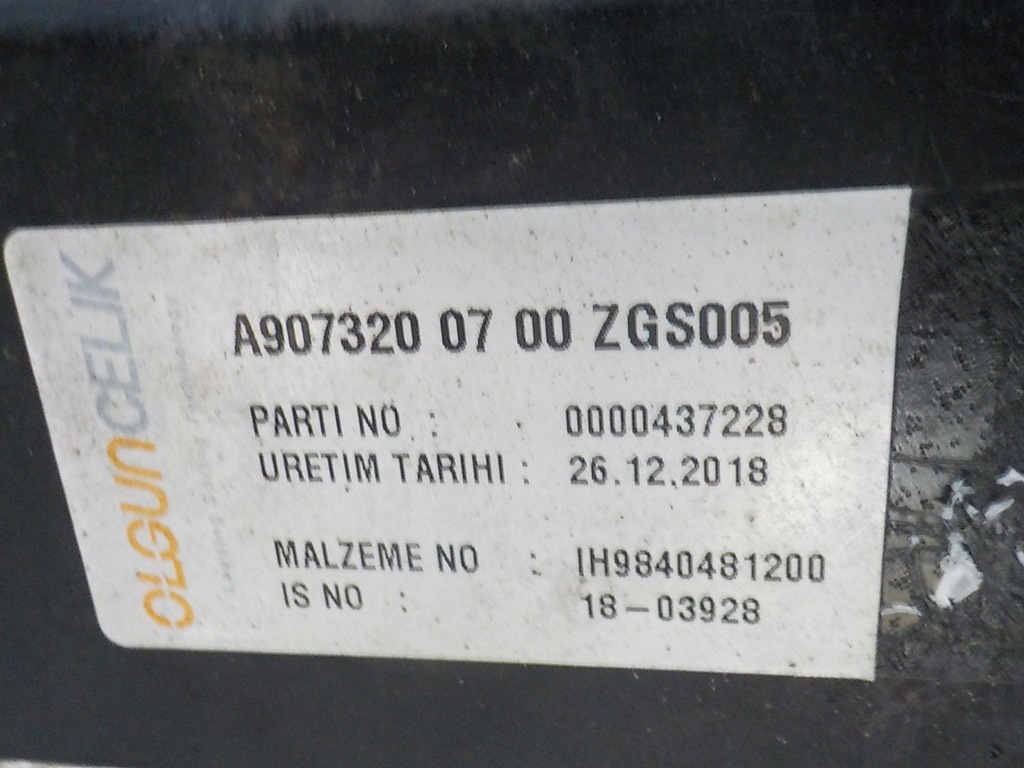 OLGUNCELIK
A907320 07 00 ZGS005
PARTI NO : 0000437228
URETIM TARIHI : 26.12.2018
MALZEME NO : IH9840481200
IS NO : 18-03928